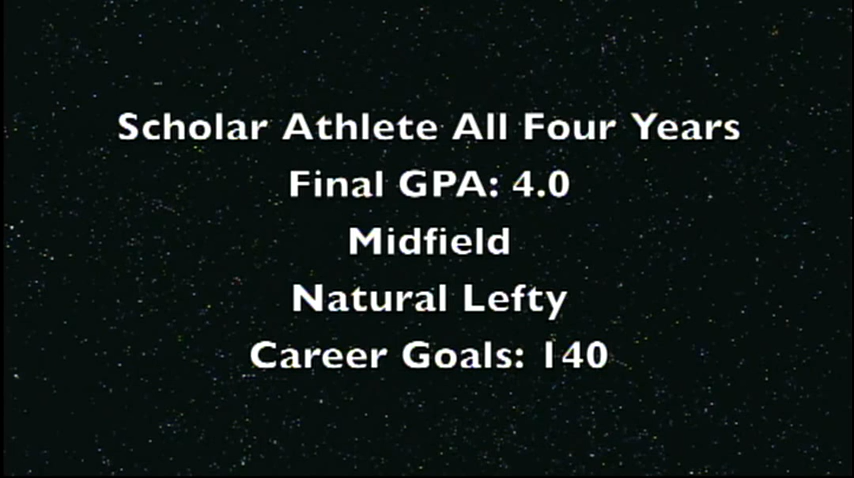 Scholar Athlete All Four Years
Final GPA: 4.0
Midfield
Natural Lefty
Career Goals: 140